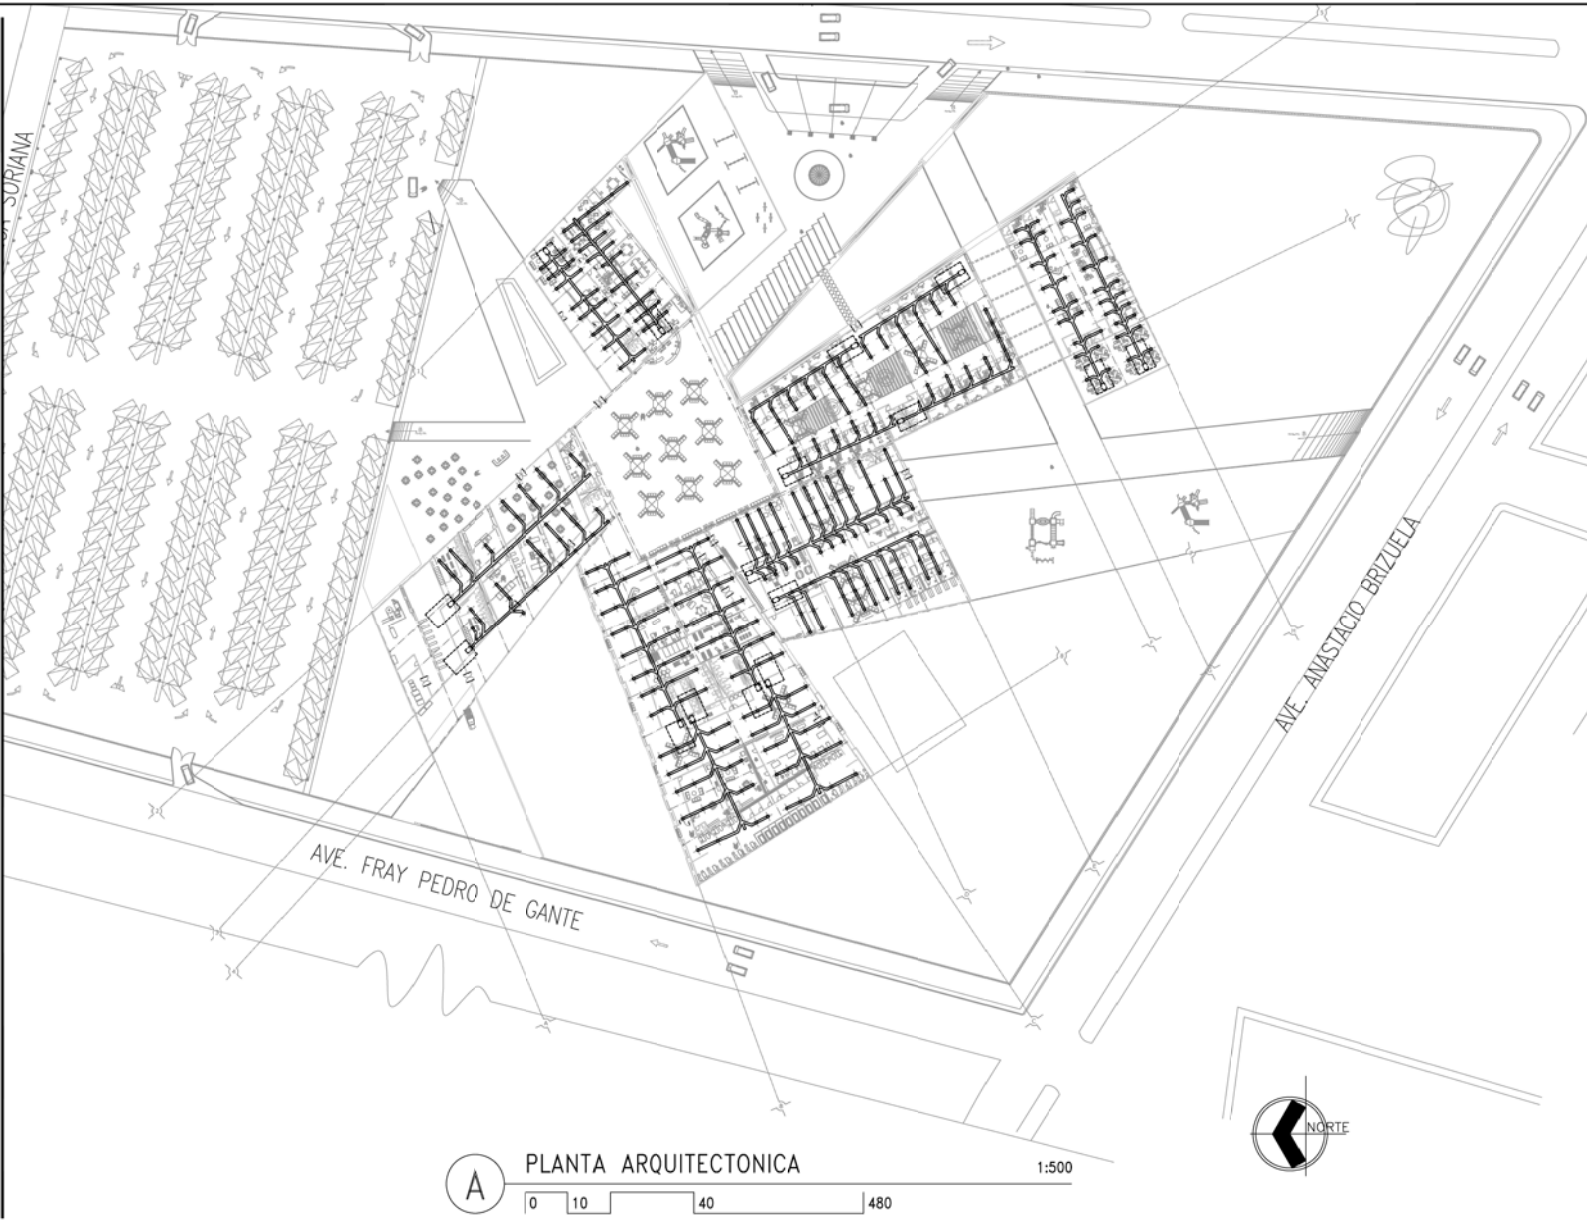 SORIANA
AVE. ANASTACIO BRIZUELA
AVE. FRAY PEDRO DE GANTE
NORTE
A
PLANTA ARQUITECTONICA
1:500
0 10 40 480